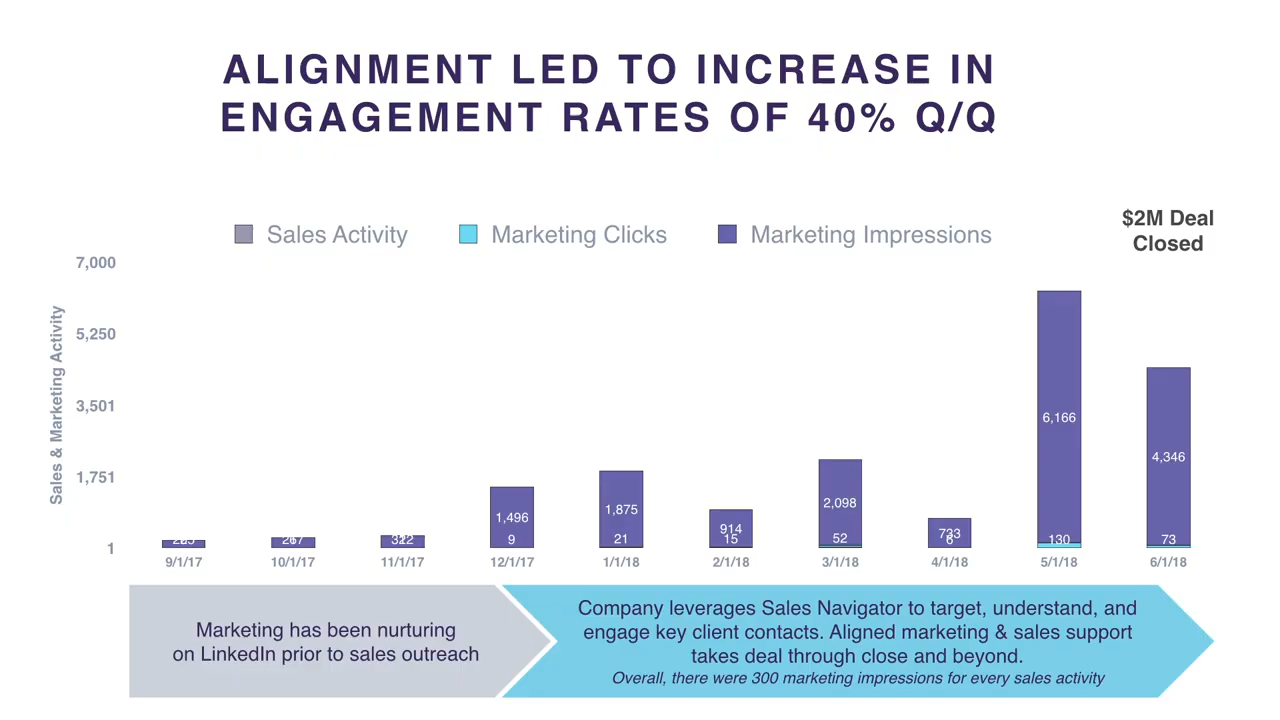 ALIGNMENT LED TO INCREASE IN
ENGAGEMENT RATES OF 40% Q/Q
Sales Activity
Marketing Clicks
Marketing Impressions
$2M Deal
Closed
Sales & Marketing Activity
7,000
5,250
3,501
1,751
1
1,496
9
1,875
21
914
15
2,098
52
733
6,166
130
4,346
73
9/1/17
10/1/17
11/1/17
12/1/17
1/1/18
2/1/18
3/1/18
4/1/18
5/1/18
6/1/18
Marketing has been nurturing
on LinkedIn prior to sales outreach
Company leverages Sales Navigator to target, understand, and
engage key client contacts. Aligned marketing & sales support
takes deal through close and beyond.
Overall, there were 300 marketing impressions for every sales activity